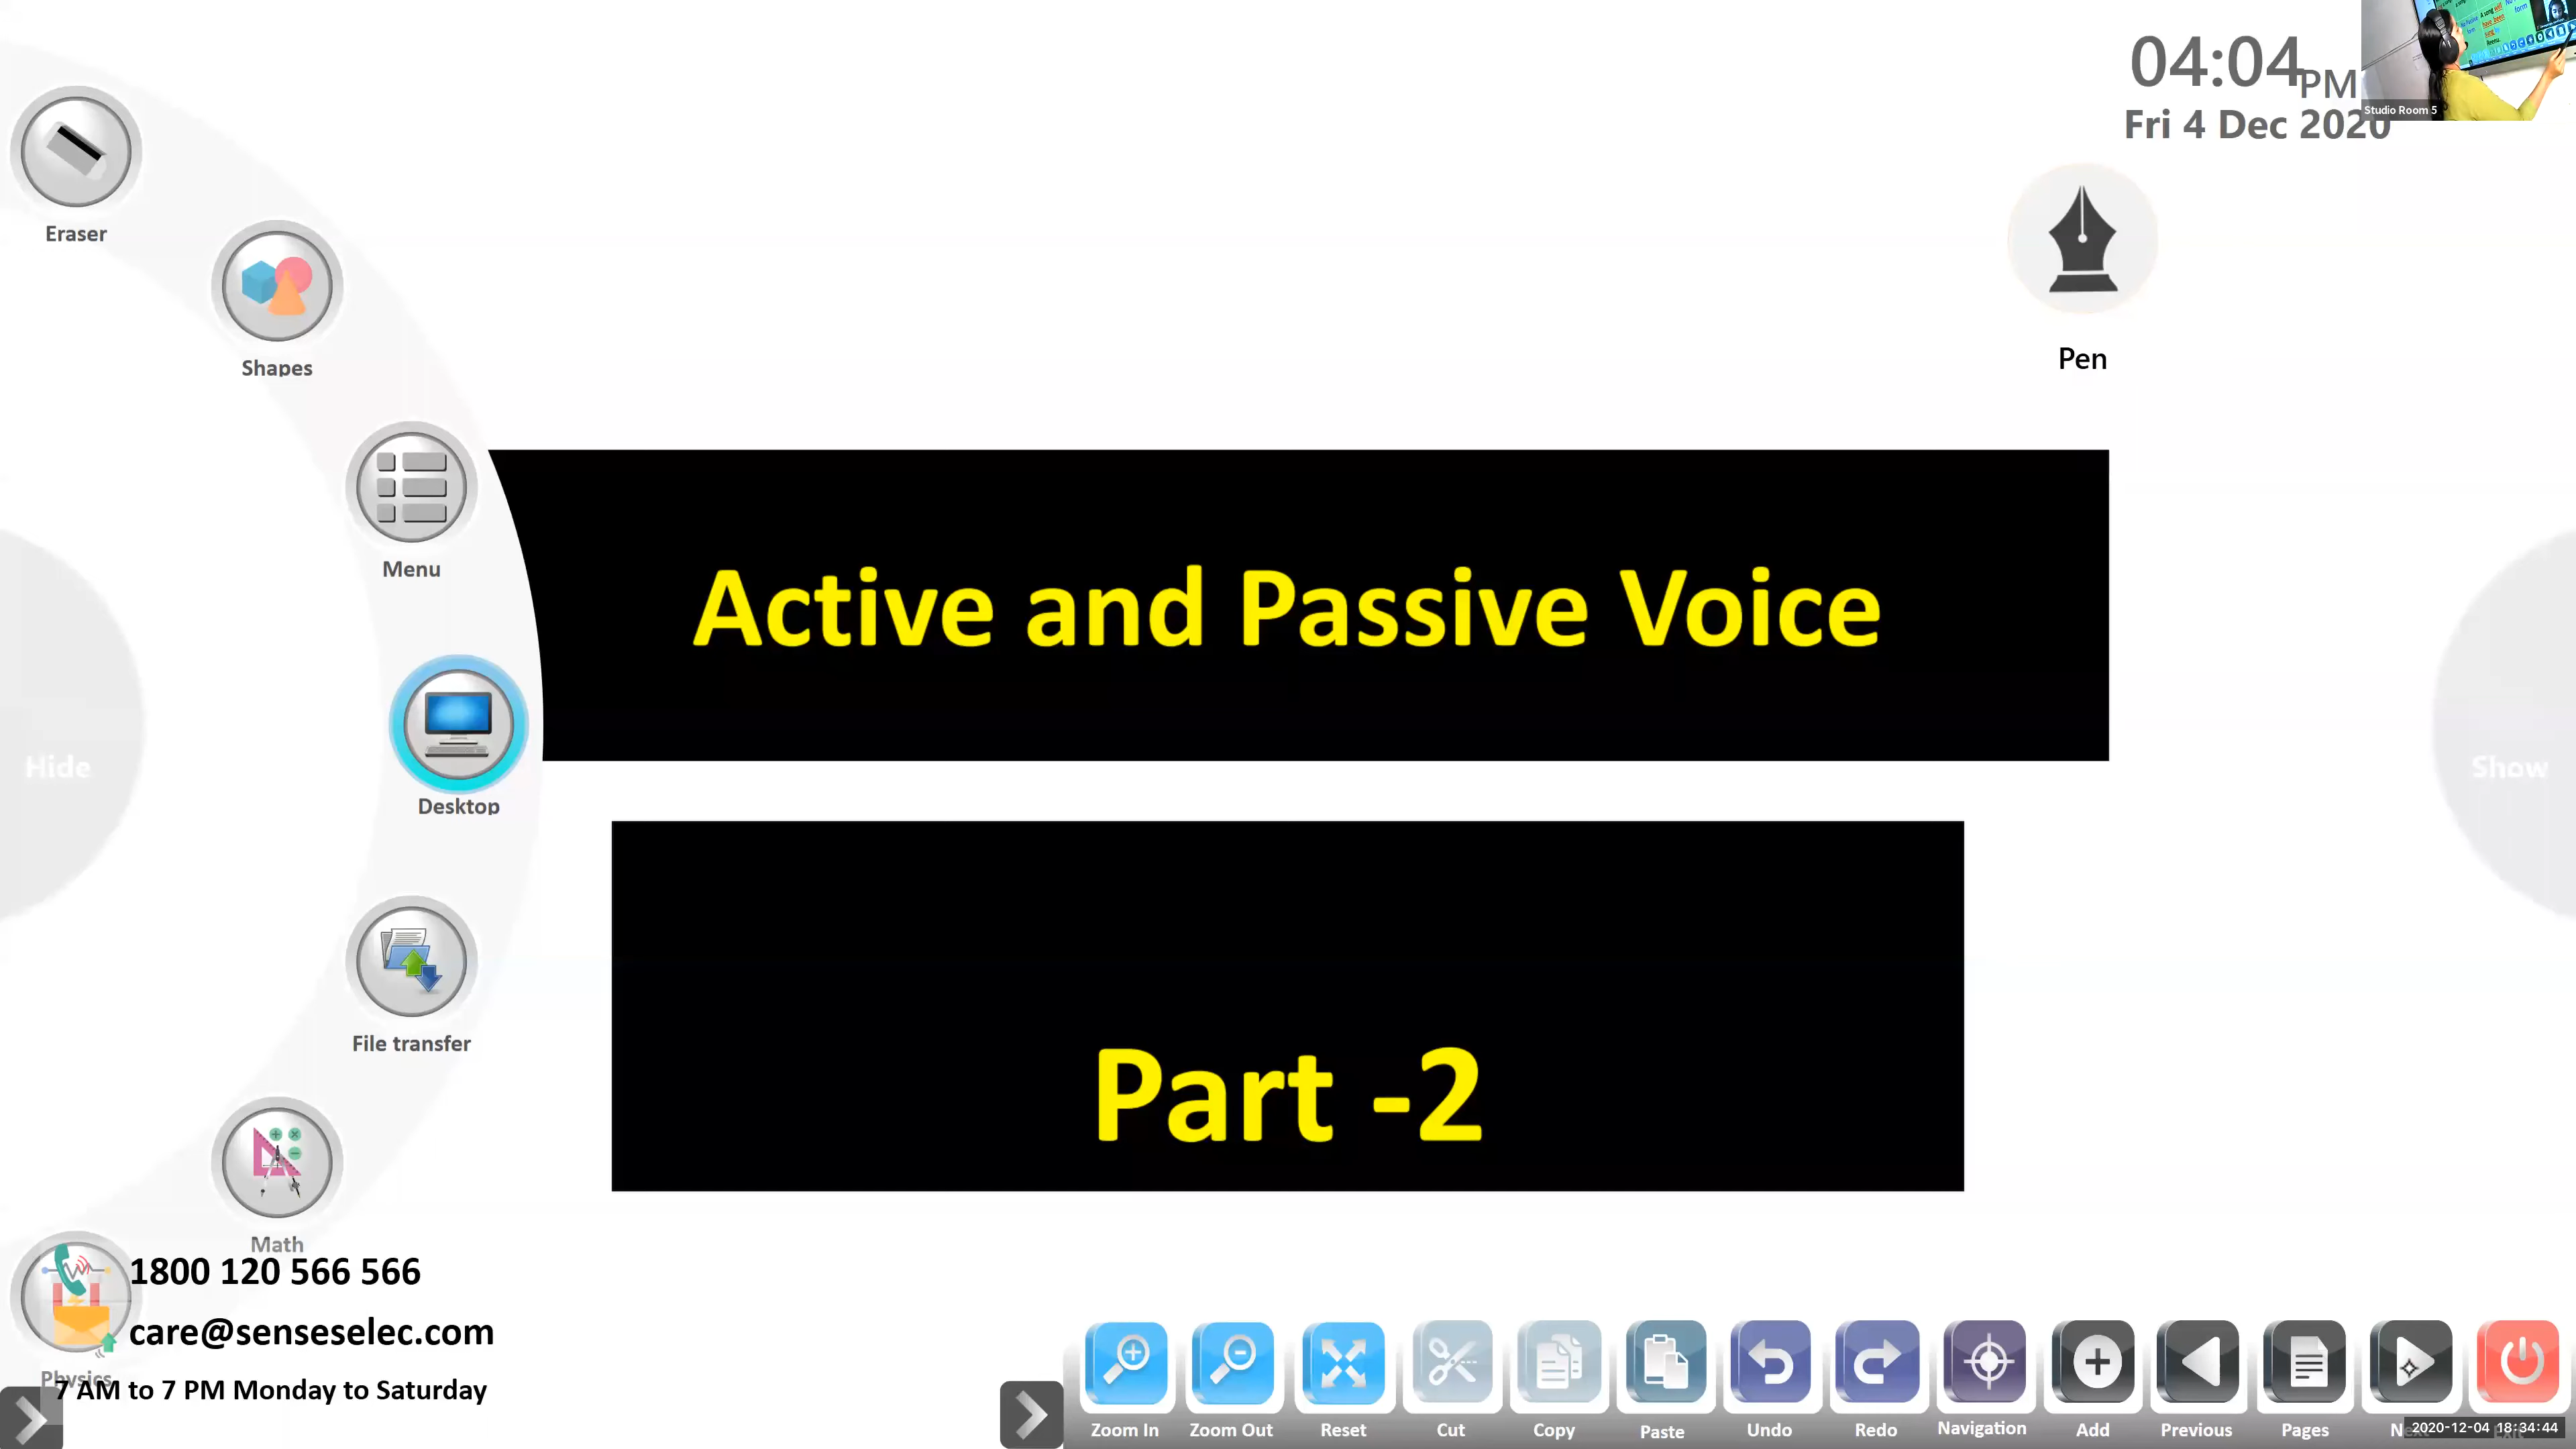 04:04 PM
Fri 4 Dec 2020
Studio Room 5
Eraser
Shapes
Pen
Menu
Active and Passive Voice
Hide
Show
Desktop
Part -2
File transfer
Math
1800 120 566 566
care@senseselec.com
Physics
7 AM to 7 PM Monday to Saturday
Zoom In
Zoom Out
Reset
Cut
Copy
Paste
Undo
Redo
Navigation
Add
Previous
Pages
2020-12-04 18:34:44